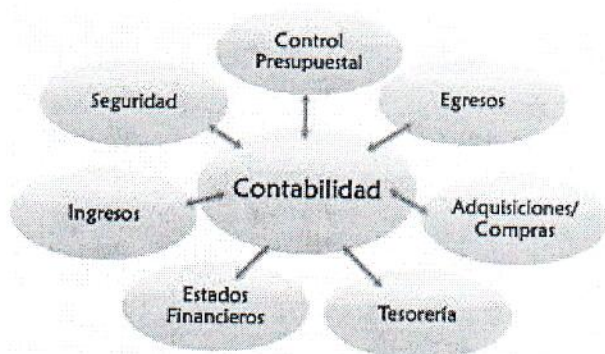 Control
Presupuestal
Seguridad
Egresos
Contabilidad
Ingresos
Adquisiciones/
Compras
Estados
Financieros
Tesorería